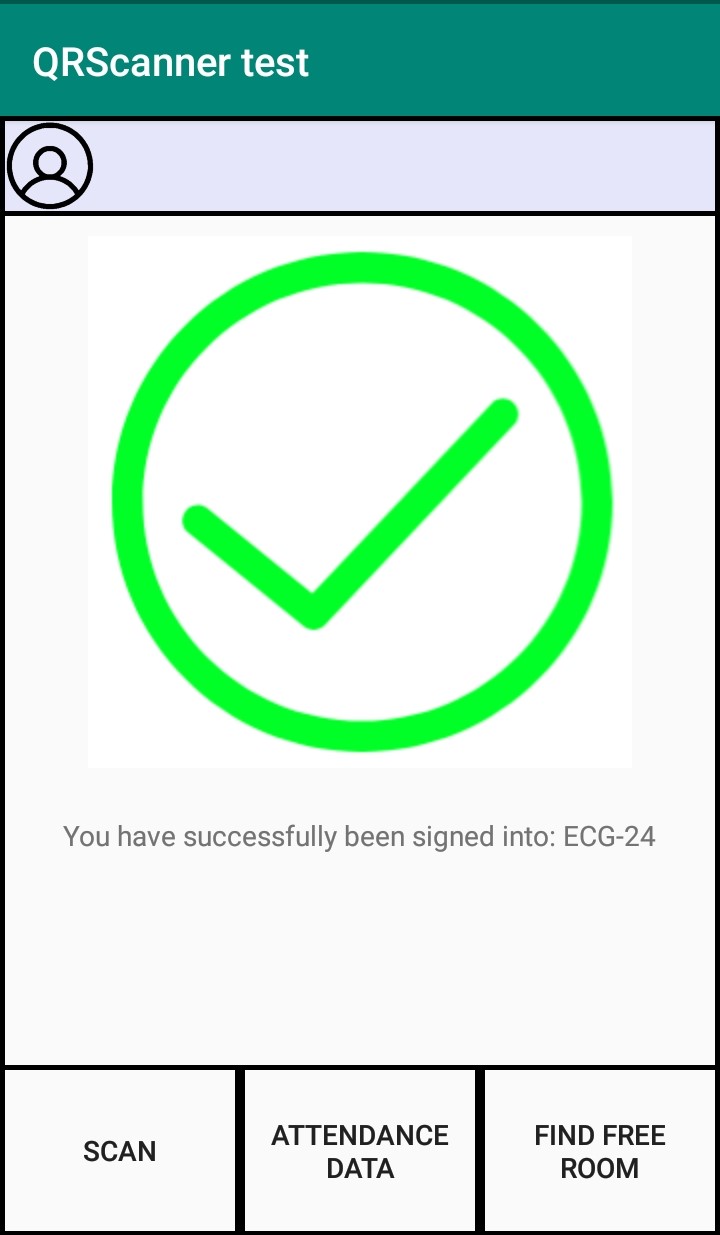 QRScanner test
You have successfully been signed into: ECG-24
SCAN
ATTENDANCE
DATA
FIND FREE
ROOM